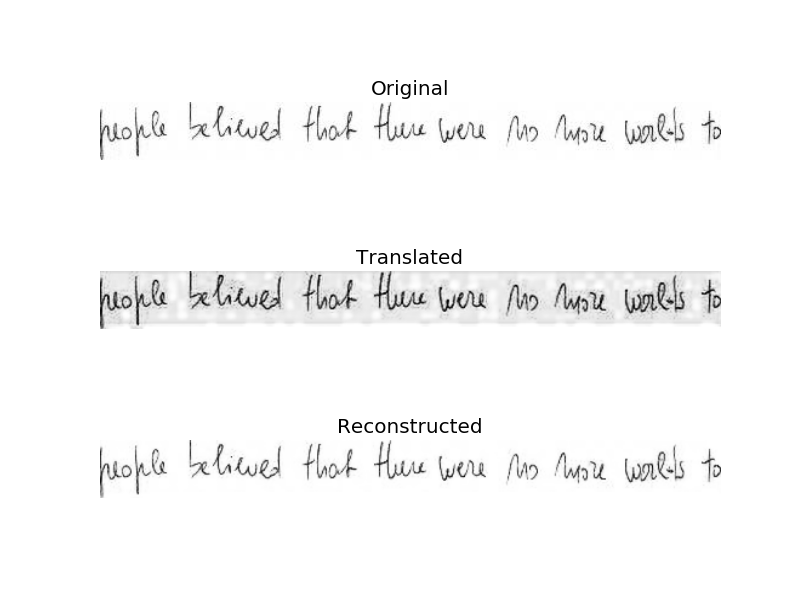 Original
people believed that there were no more worlds to
Translated
people believed that there were no more worlds to
Reconstructed
people believed that there were no more worlds to